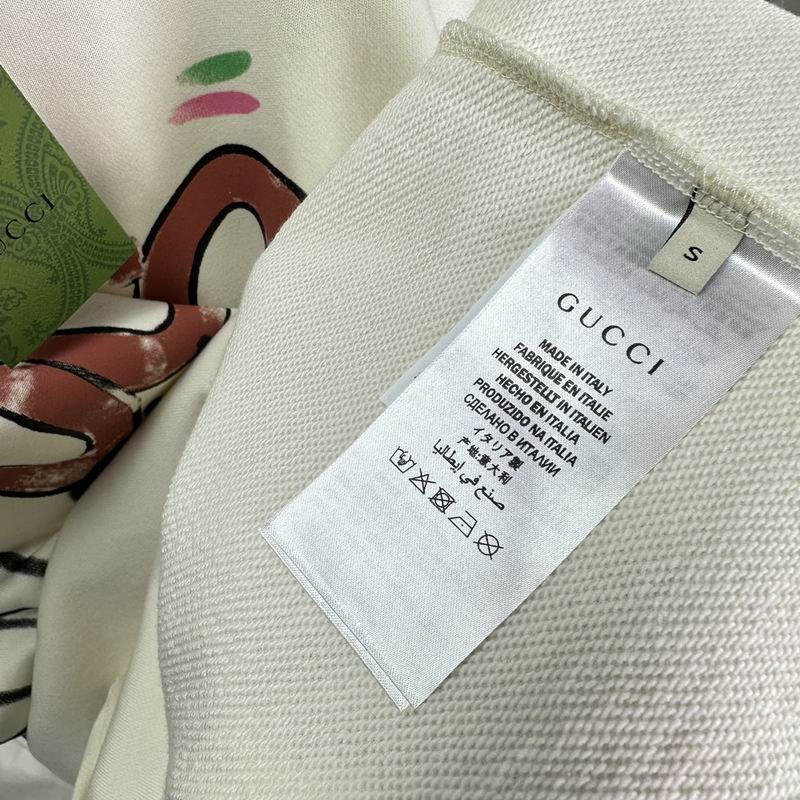 GUCCI
S
GUCCI
MADE IN ITALY
FABRIQUE EN ITALIE
HERGESTELLT IN ITALIEN
HECHO EN ITALIA
PRODUZIDO NA ITALIA
СДЕЛАНО В ИТАЛИИ
イタリア製
产地:意大利
صنع في إيطاليا